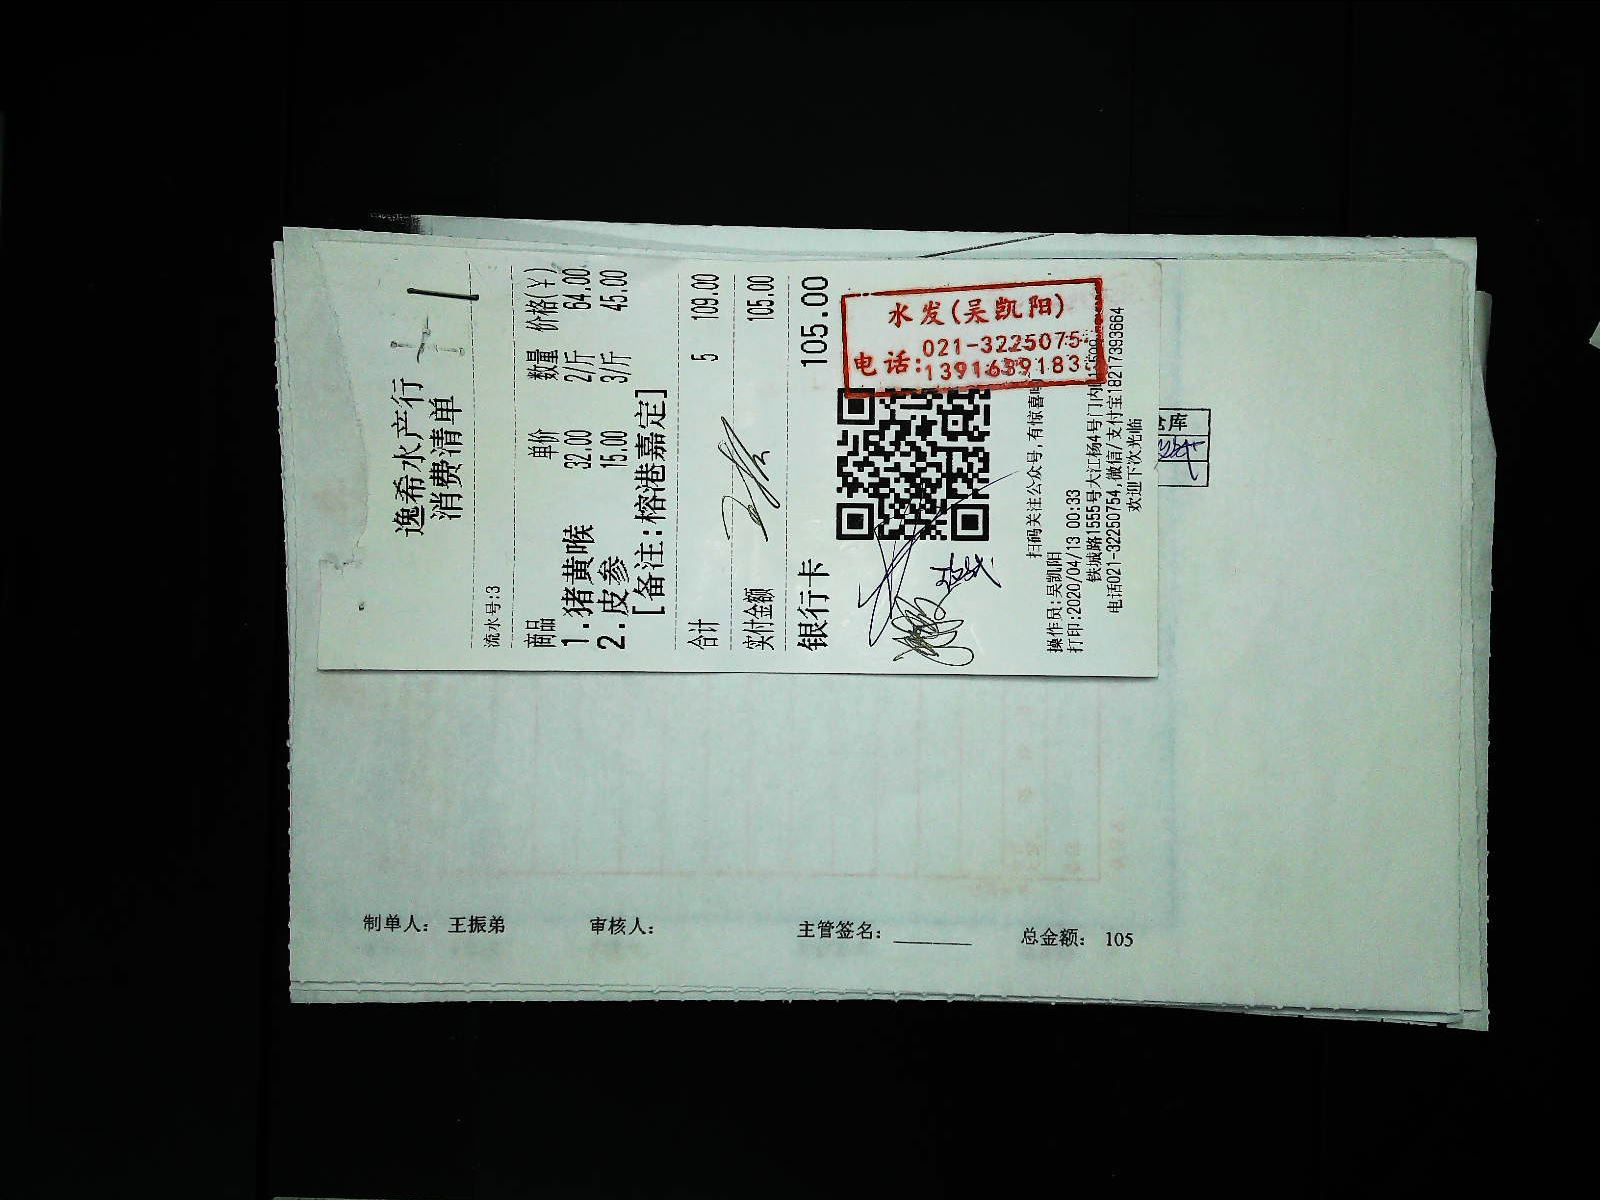 逸希水产行
消费清单
流水号:3
商品 单价 数量 价格(¥)
1.猪黄喉 32.00 2/斤 64.00
2.皮参 15.00 3/斤 45.00
[备注:榕港嘉定]
合计 5 109.00
实付金额 105.00
银行卡 105.00
水发(吴凯阳)
021-3225075
电话:13916391835
扫码关注公众号,有惊喜
操作员:吴凯阳
打印:2020/04/13 00:33
铁城路1555号大江杨4号门内
电话021-32250754,微信/支付宝18217393664
欢迎下次光临
制单人: 王振弟 审核人: 主管签名: 总金额: 105